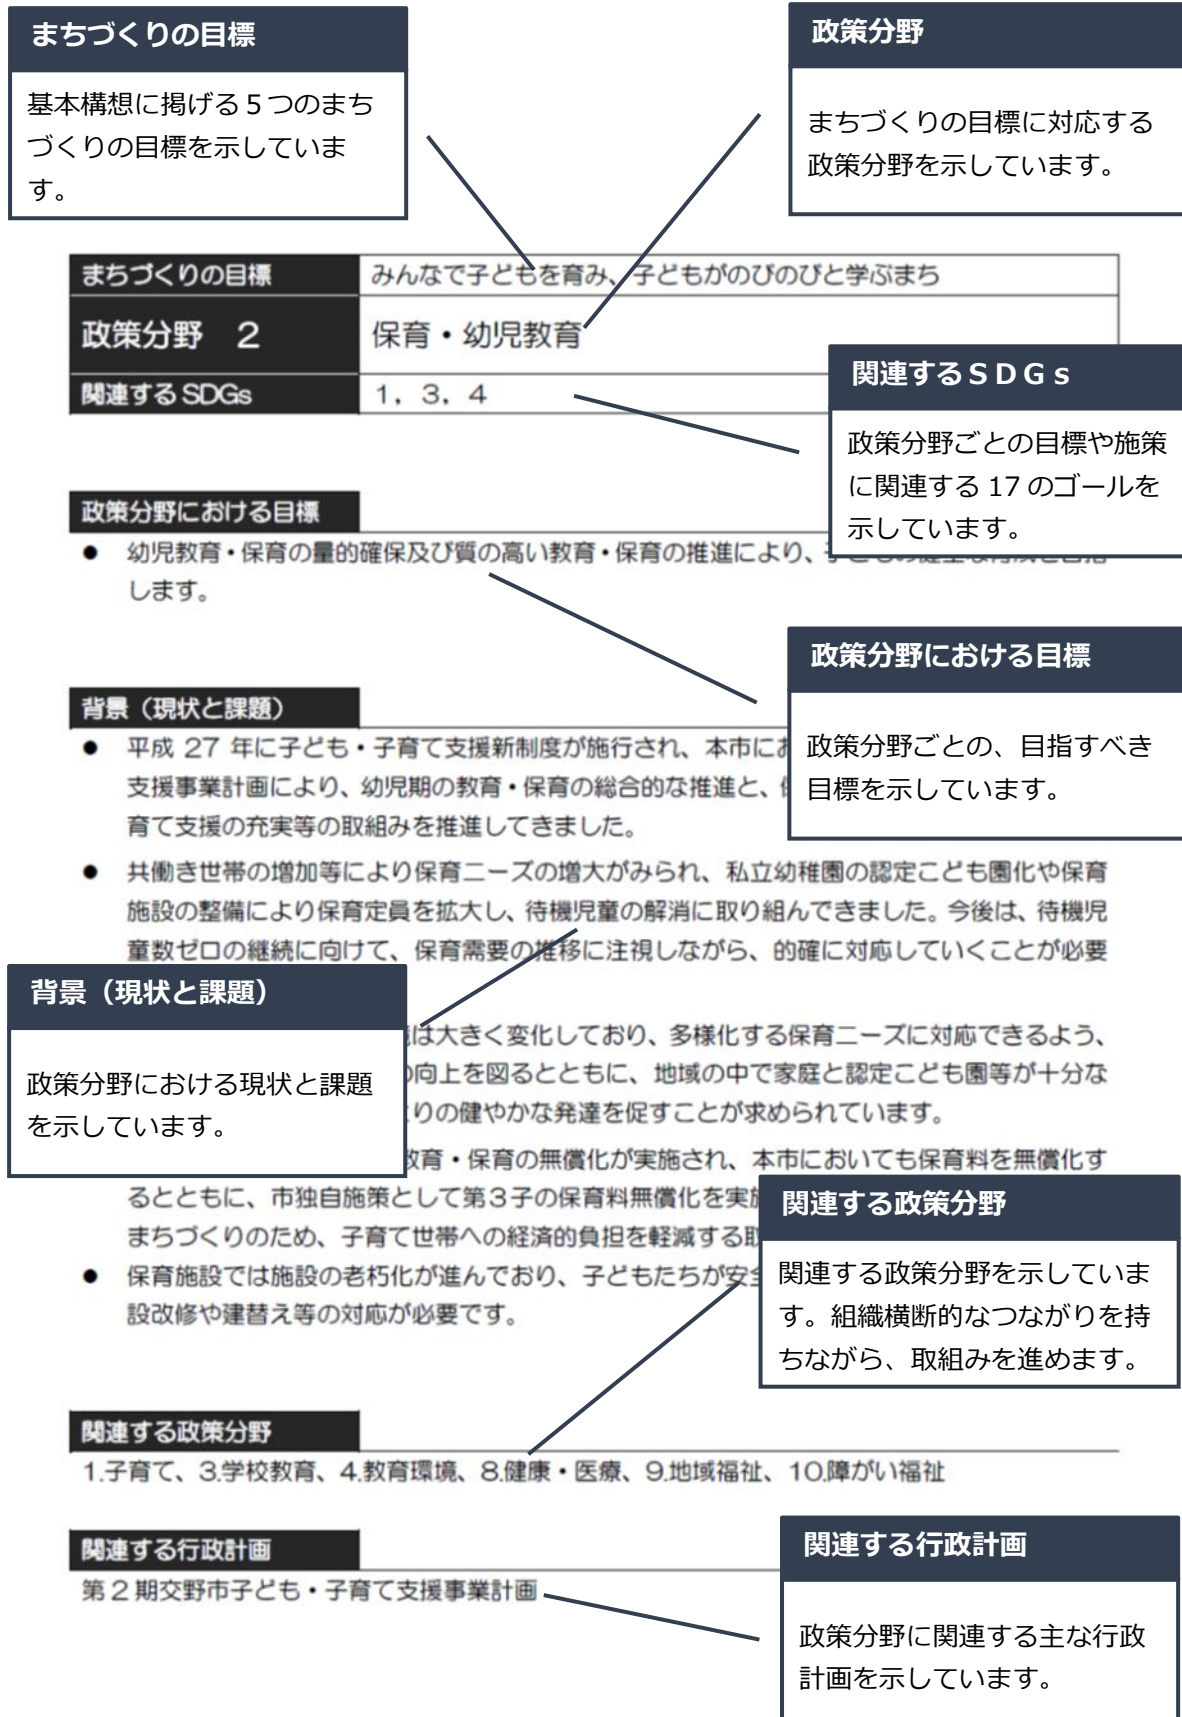 まちづくりの目標
基本構想に掲げる５つのまち
づくりの目標を示していま
す。
政策分野
まちづくりの目標に対応する
政策分野を示しています。
まちづくりの目標 みんなで子どもを育み、子どもがのびのびと学ぶまち
政策分野　２ 保育・幼児教育
関連する SDGs 1，3，4
関連するＳＤＧｓ
政策分野ごとの目標や施策
に関連する 17 のゴールを
示しています。
政策分野における目標
● 幼児教育・保育の量的確保及び質の高い教育・保育の推進により、
します。
政策分野における目標
政策分野ごとの、目指すべき
目標を示しています。
背景（現状と課題）
● 平成 27 年に子ども・子育て支援新制度が施行され、本市にお
支援事業計画により、幼児期の教育・保育の総合的な推進と、
育て支援の充実等の取組みを推進してきました。
● 共働き世帯の増加等により保育ニーズの増大がみられ、私立幼稚園の認定こども園化や保育
施設の整備により保育定員を拡大し、待機児童の解消に取り組んできました。今後は、待機児
童数ゼロの継続に向けて、保育需要の推移に注視しながら、的確に対応していくことが必要
背景（現状と課題）
政策分野における現状と課題
を示しています。
は大きく変化しており、多様化する保育ニーズに対応できるよう、
向上を図るとともに、地域の中で家庭と認定こども園等が十分な
りの健やかな発達を促すことが求められています。
教育・保育の無償化が実施され、本市においても保育料を無償化す
るとともに、市独自施策として第３子の保育料無償化を実施
まちづくりのため、子育て世帯への経済的負担を軽減する取
● 保育施設では施設の老朽化が進んでおり、子どもたちが安全
設改修や建替え等の対応が必要です。
関連する政策分野
関連する政策分野を示していま
す。組織横断的なつながりを持
ちながら、取組みを進めます。
関連する政策分野
1.子育て、3.学校教育、4.教育環境、8.健康・医療、9.地域福祉、10.障がい福祉
関連する行政計画
第２期交野市子ども・子育て支援事業計画
関連する行政計画
政策分野に関連する主な行政
計画を示しています。